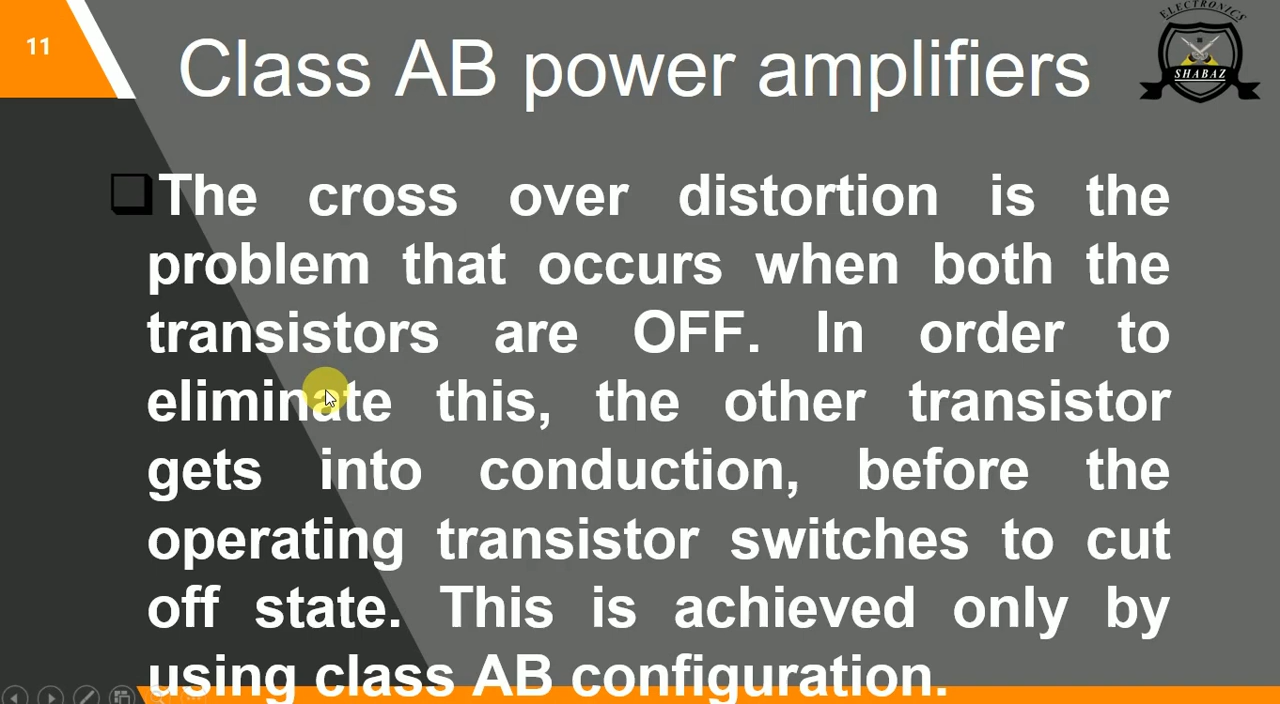 11
Class AB power amplifiers
ELECTRONICS
SHABAZ
The cross over distortion is the
problem that occurs when both the
transistors are OFF. In order to
eliminate this, the other transistor
gets into conduction, before the
operating transistor switches to cut
off state. This is achieved only by
using class AB configuration.